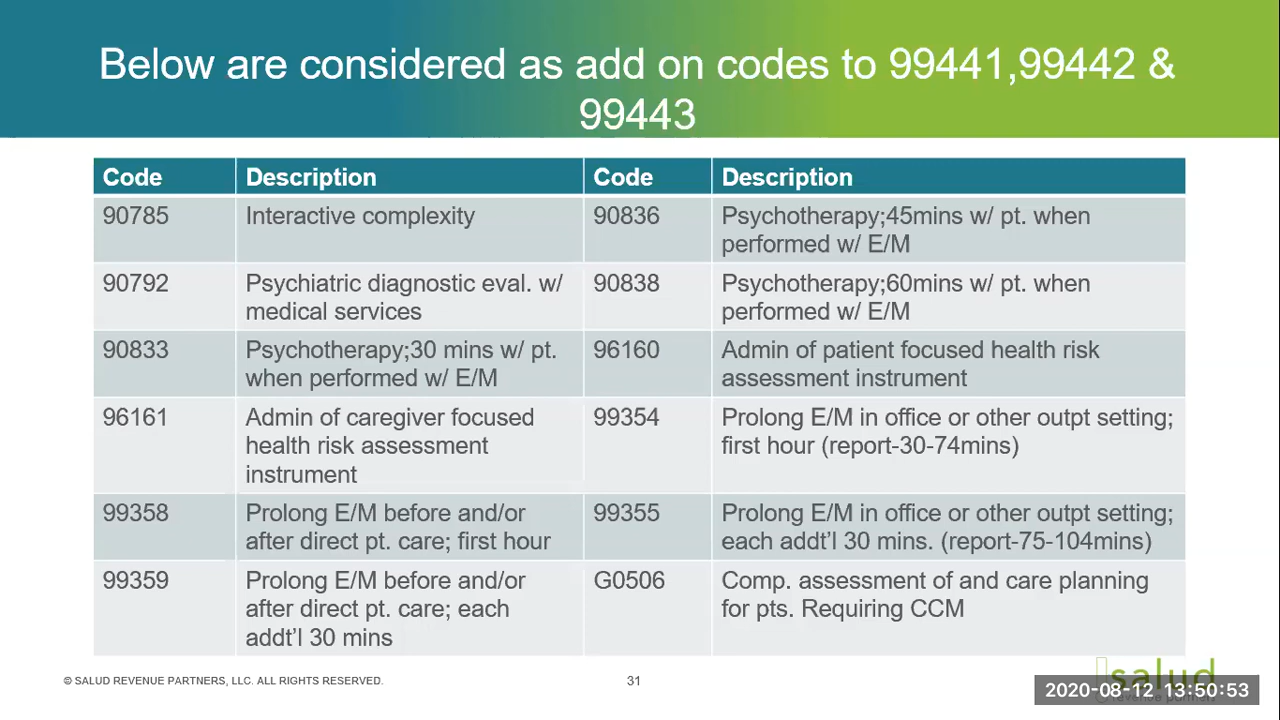 Below are considered as add on codes to 99441,99442 &
99443
Code Description Code Description
90785 Interactive complexity 90836 Psychotherapy;45mins w/ pt. when
performed w/ E/M
90792 Psychiatric diagnostic eval. w/ 90838 Psychotherapy;60mins w/ pt. when
medical services performed w/ E/M
90833 Psychotherapy;30 mins w/ pt. 96160 Admin of patient focused health risk
when performed w/ E/M assessment instrument
96161 Admin of caregiver focused 99354 Prolong E/M in office or other outpt setting;
health risk assessment first hour (report-30-74mins)
instrument
99358 Prolong E/M before and/or 99355 Prolong E/M in office or other outpt setting;
after direct pt. care; first hour each addt'l 30 mins. (report-75-104mins)
99359 Prolong E/M before and/or G0506 Comp. assessment of and care planning
after direct pt. care; each for pts. Requiring CCM
addt'l 30 mins
© SALUD REVENUE PARTNERS, LLC. ALL RIGHTS RESERVED. 31
salud
2020-08-12 13:50:53